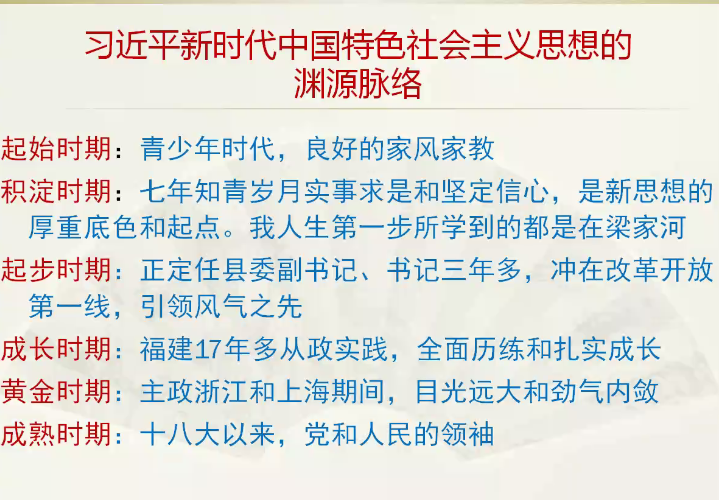 习近平新时代中国特色社会主义思想的
渊源脉络
起始时期：青少年时代，良好的家风家教
积淀时期：七年知青岁月实事求是和坚定信心，是新思想的
厚重底色和起点。我人生第一步所学到的都是在梁家河
起步时期：正定任县委副书记、书记三年多，冲在改革开放
第一线，引领风气之先
成长时期：福建17年多从政实践，全面历练和扎实成长
黄金时期：主政浙江和上海期间，目光远大和劲气内敛
成熟时期：十八大以来，党和人民的领袖